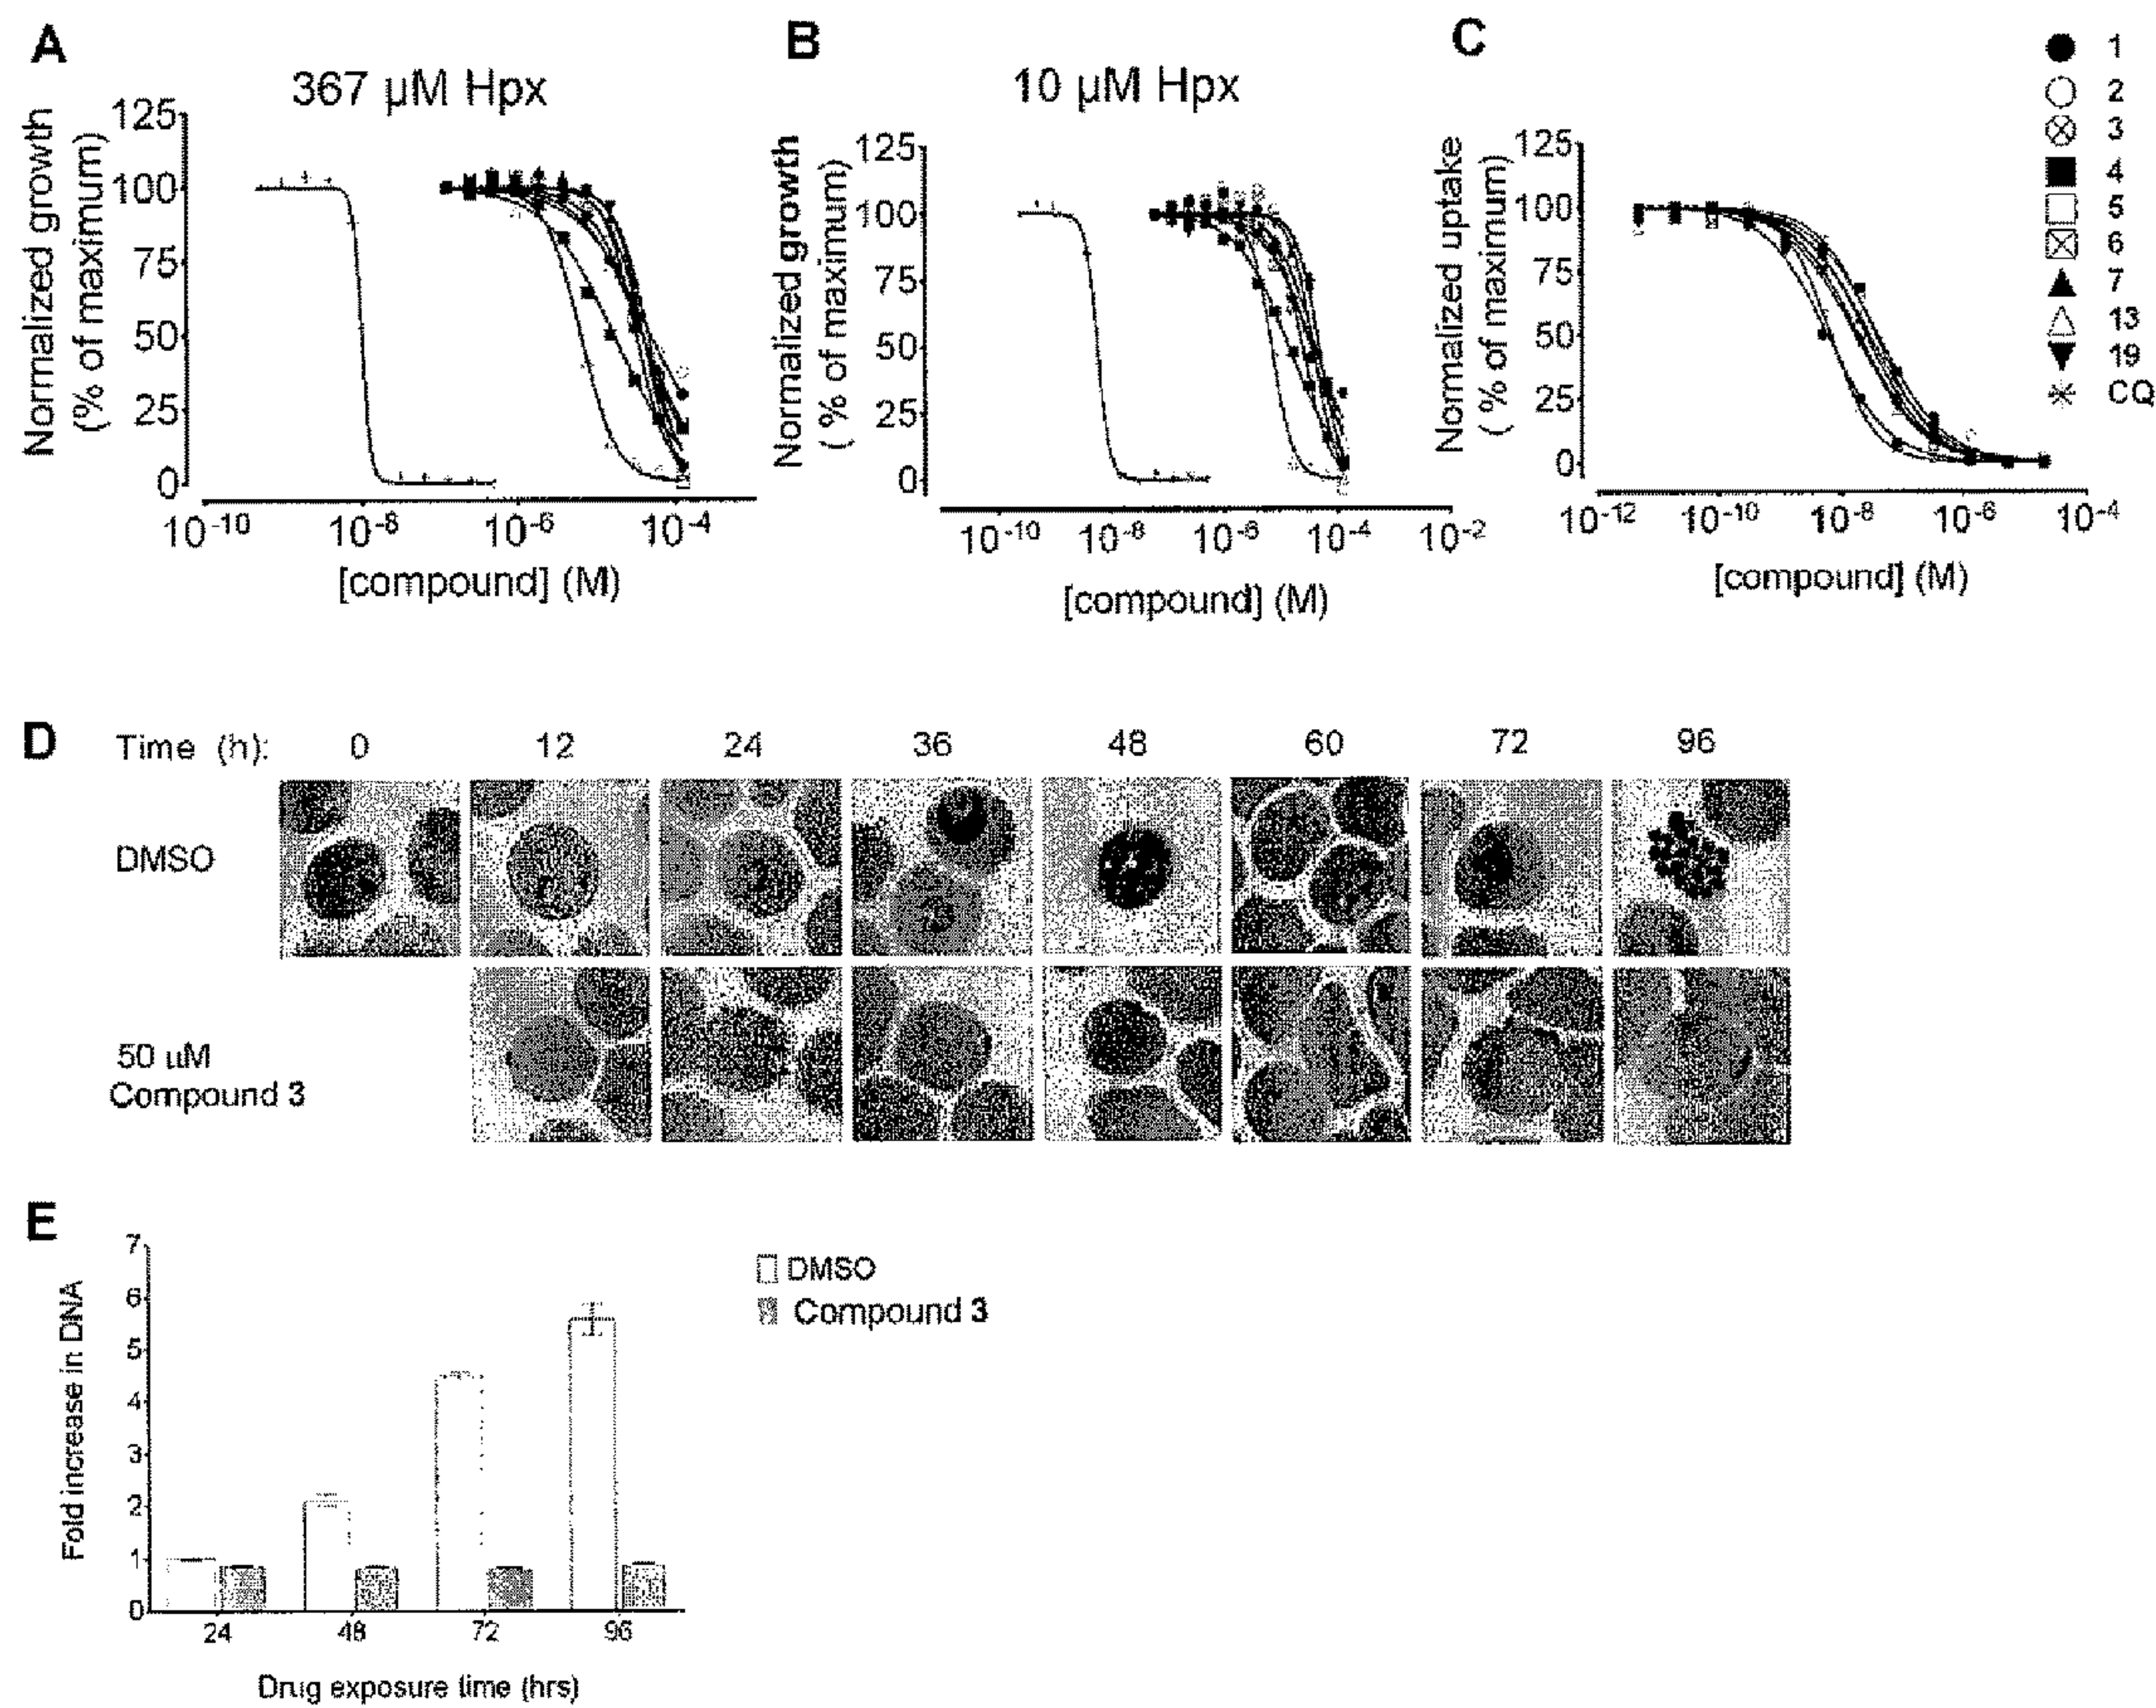 A
367 µM Hpx
Normalized growth
(% of maximum)
125
100
75
50
25
0
10-10
10-8
10-6
10-4
[compound] (M)
B
10 µM Hpx
Normalized growth
( % of maximum)
125
100
75
50
25
0
10-10
10-8
10-6
10-4
10-2
[compound] (M)
C
Normalized uptake
( % of maximum)
125
100
75
50
25
0
10-12
10-10
10-8
10-6
10-4
[compound] (M)
1
2
3
4
5
6
7
13
19
CQ
D
Time (h): 0 12 24 36 48 60 72 96
DMSO
50 uM
Compound 3
E
Fold increase in DNA
7
6
5
4
3
2
1
0
24 48 72 96
Drug exposure time (hrs)
DMSO
Compound 3